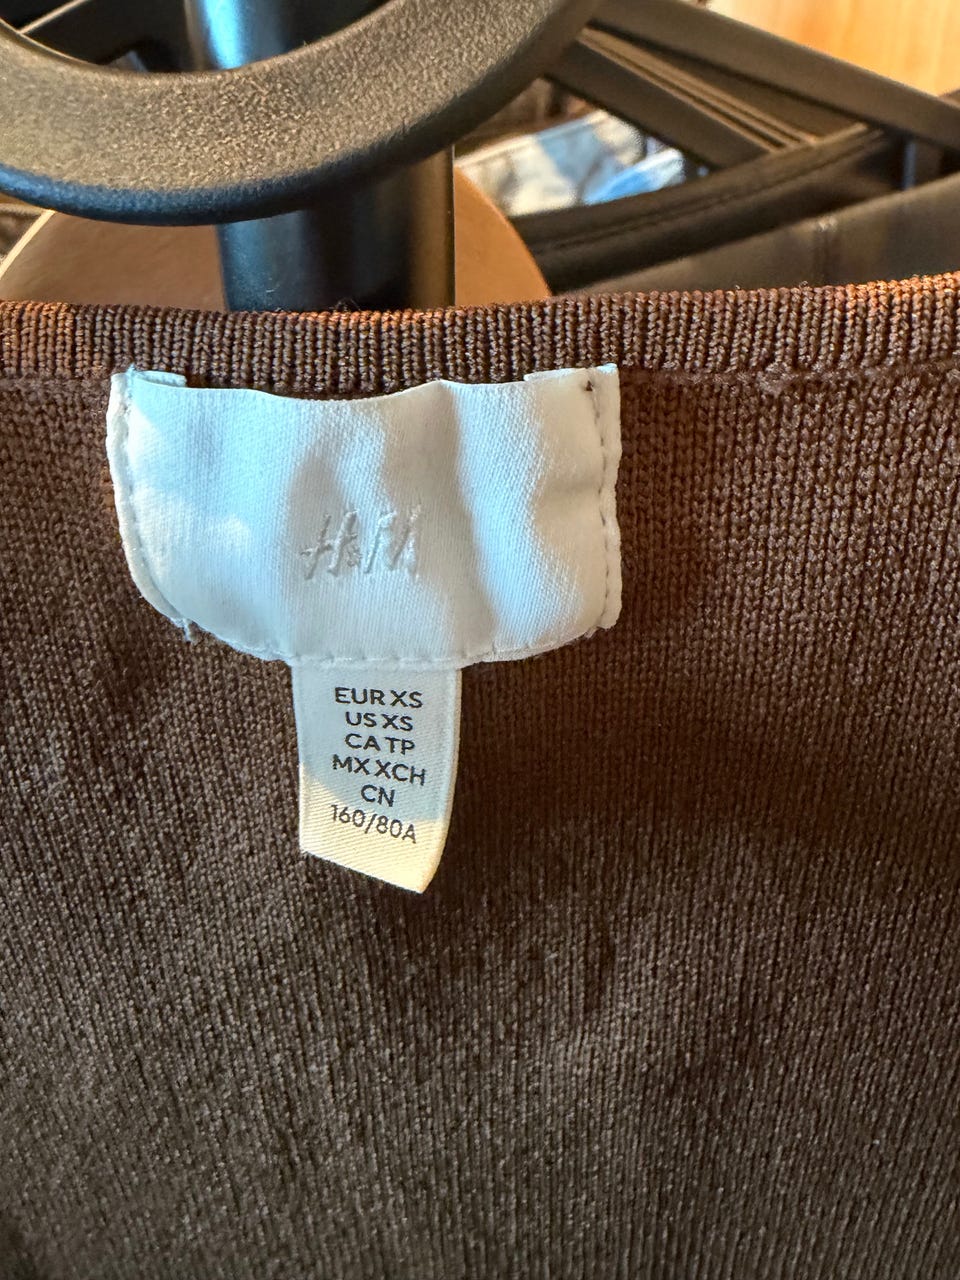 H&M
EUR XS
US XS
CA TP
MX XCH
CN
160/80A